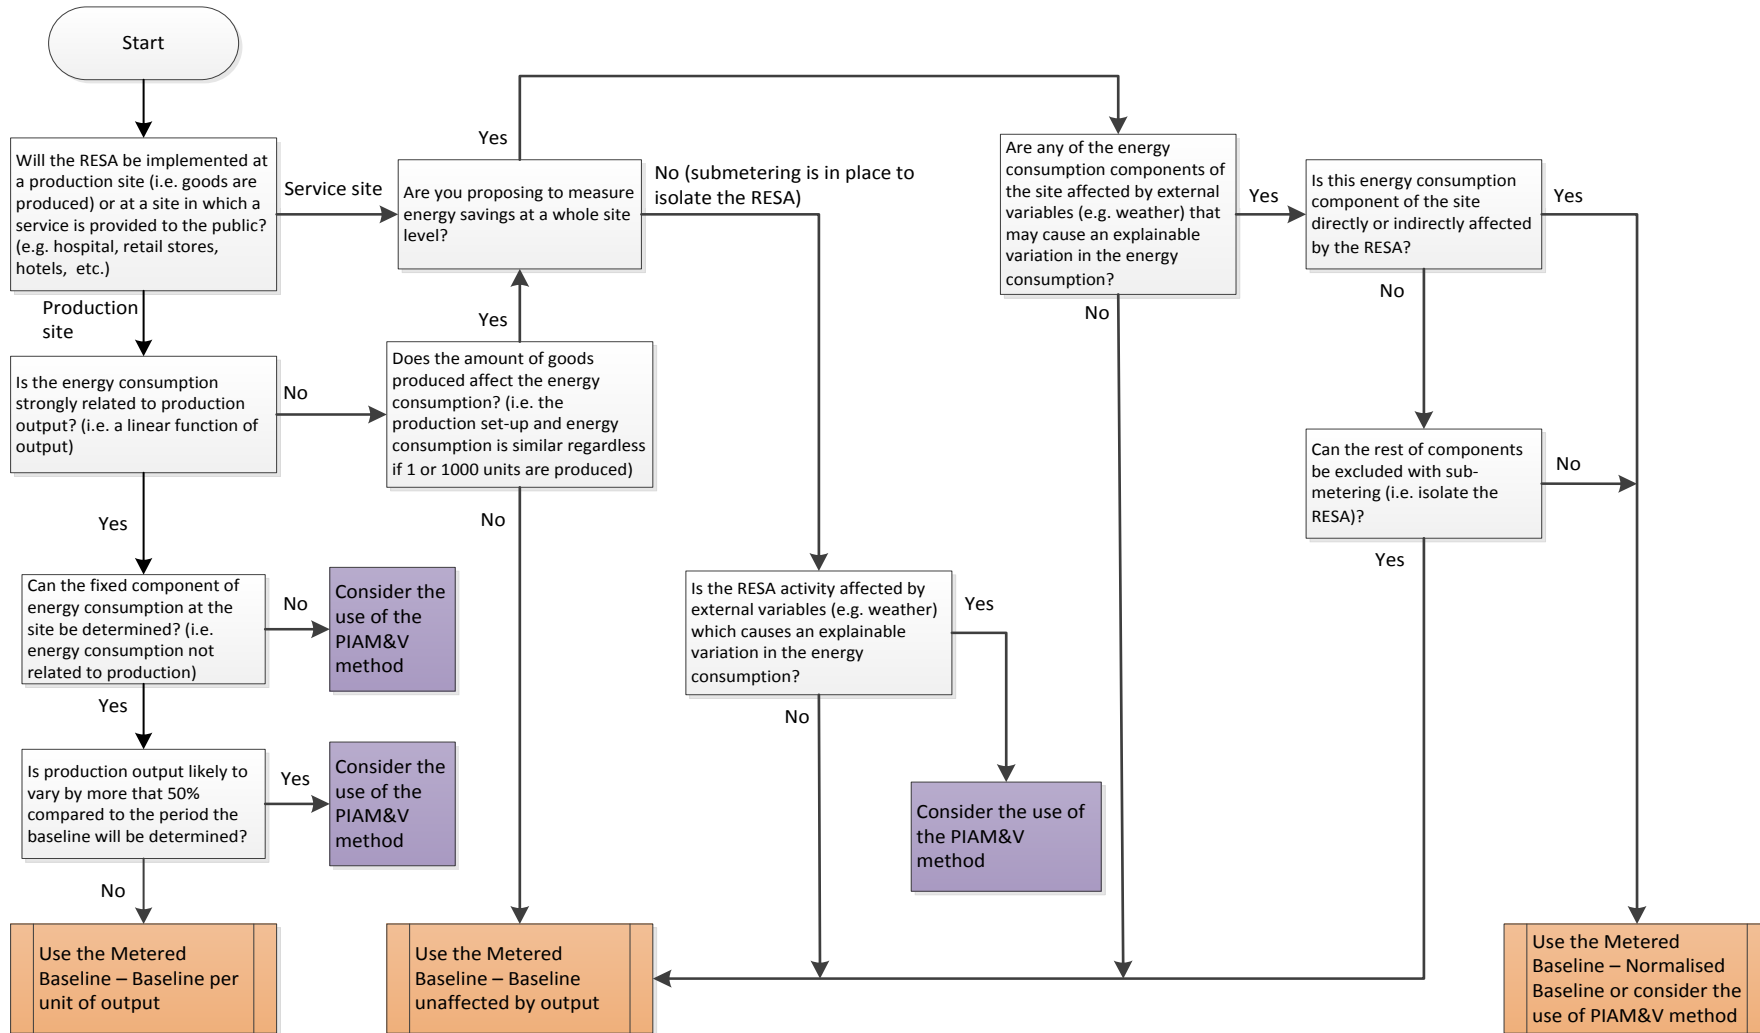 Start
Will the RESA be implemented at
a production site (i.e. goods are
produced) or at a site in which a
service is provided to the public?
(e.g. hospital, retail stores,
hotels, etc.)
Service site
Production
site
Are you proposing to measure
energy savings at a whole site
level?
Yes
No (submetering is in place to
isolate the RESA)
Are any of the energy
consumption components of
the site affected by external
variables (e.g. weather) that
may cause an explainable
variation in the energy
consumption?
Yes
No
Is this energy consumption
component of the site
directly or indirectly affected
by the RESA?
Yes
No
Is the energy consumption
strongly related to production
output? (i.e. a linear function of
output)
No
Yes
Does the amount of goods
produced affect the energy
consumption? (i.e. the
production set-up and energy
consumption is similar regardless
if 1 or 1000 units are produced)
Yes
No
Can the rest of components
be excluded with sub-
metering (i.e. isolate the
RESA)?
No
Yes
Can the fixed component of
energy consumption at the
site be determined? (i.e.
energy consumption not
related to production)
No
Yes
Consider the
use of the
PIAM&V
method
Is the RESA activity affected by
external variables (e.g. weather)
which causes an explainable
variation in the energy
consumption?
Yes
No
Is production output likely to
vary by more that 50%
compared to the period the
baseline will be determined?
Yes
No
Consider the
use of the
PIAM&V
method
Consider the use of
the PIAM&V
method
Use the Metered
Baseline – Baseline per
unit of output
Use the Metered
Baseline – Baseline
unaffected by output
Use the Metered
Baseline – Normalised
Baseline or consider the
use of PIAM&V method